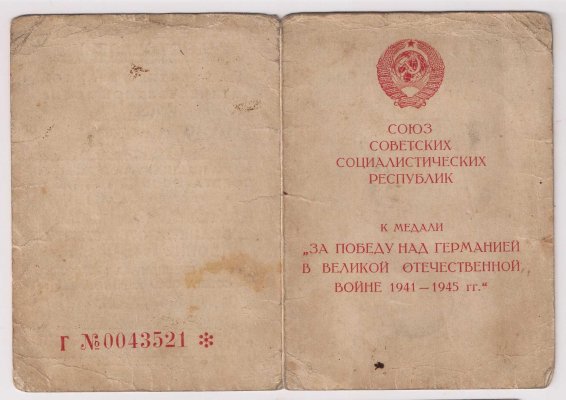 Г №0043521 *
СОЮЗ
СОВЕТСКИХ
СОЦИАЛИСТИЧЕСКИХ
РЕСПУБЛИК
К МЕДАЛИ
„ЗА ПОБЕДУ НАД ГЕРМАНИЕЙ
В ВЕЛИКОЙ ОТЕЧЕСТВЕННОЙ
ВОЙНЕ 1941—1945 гг.“